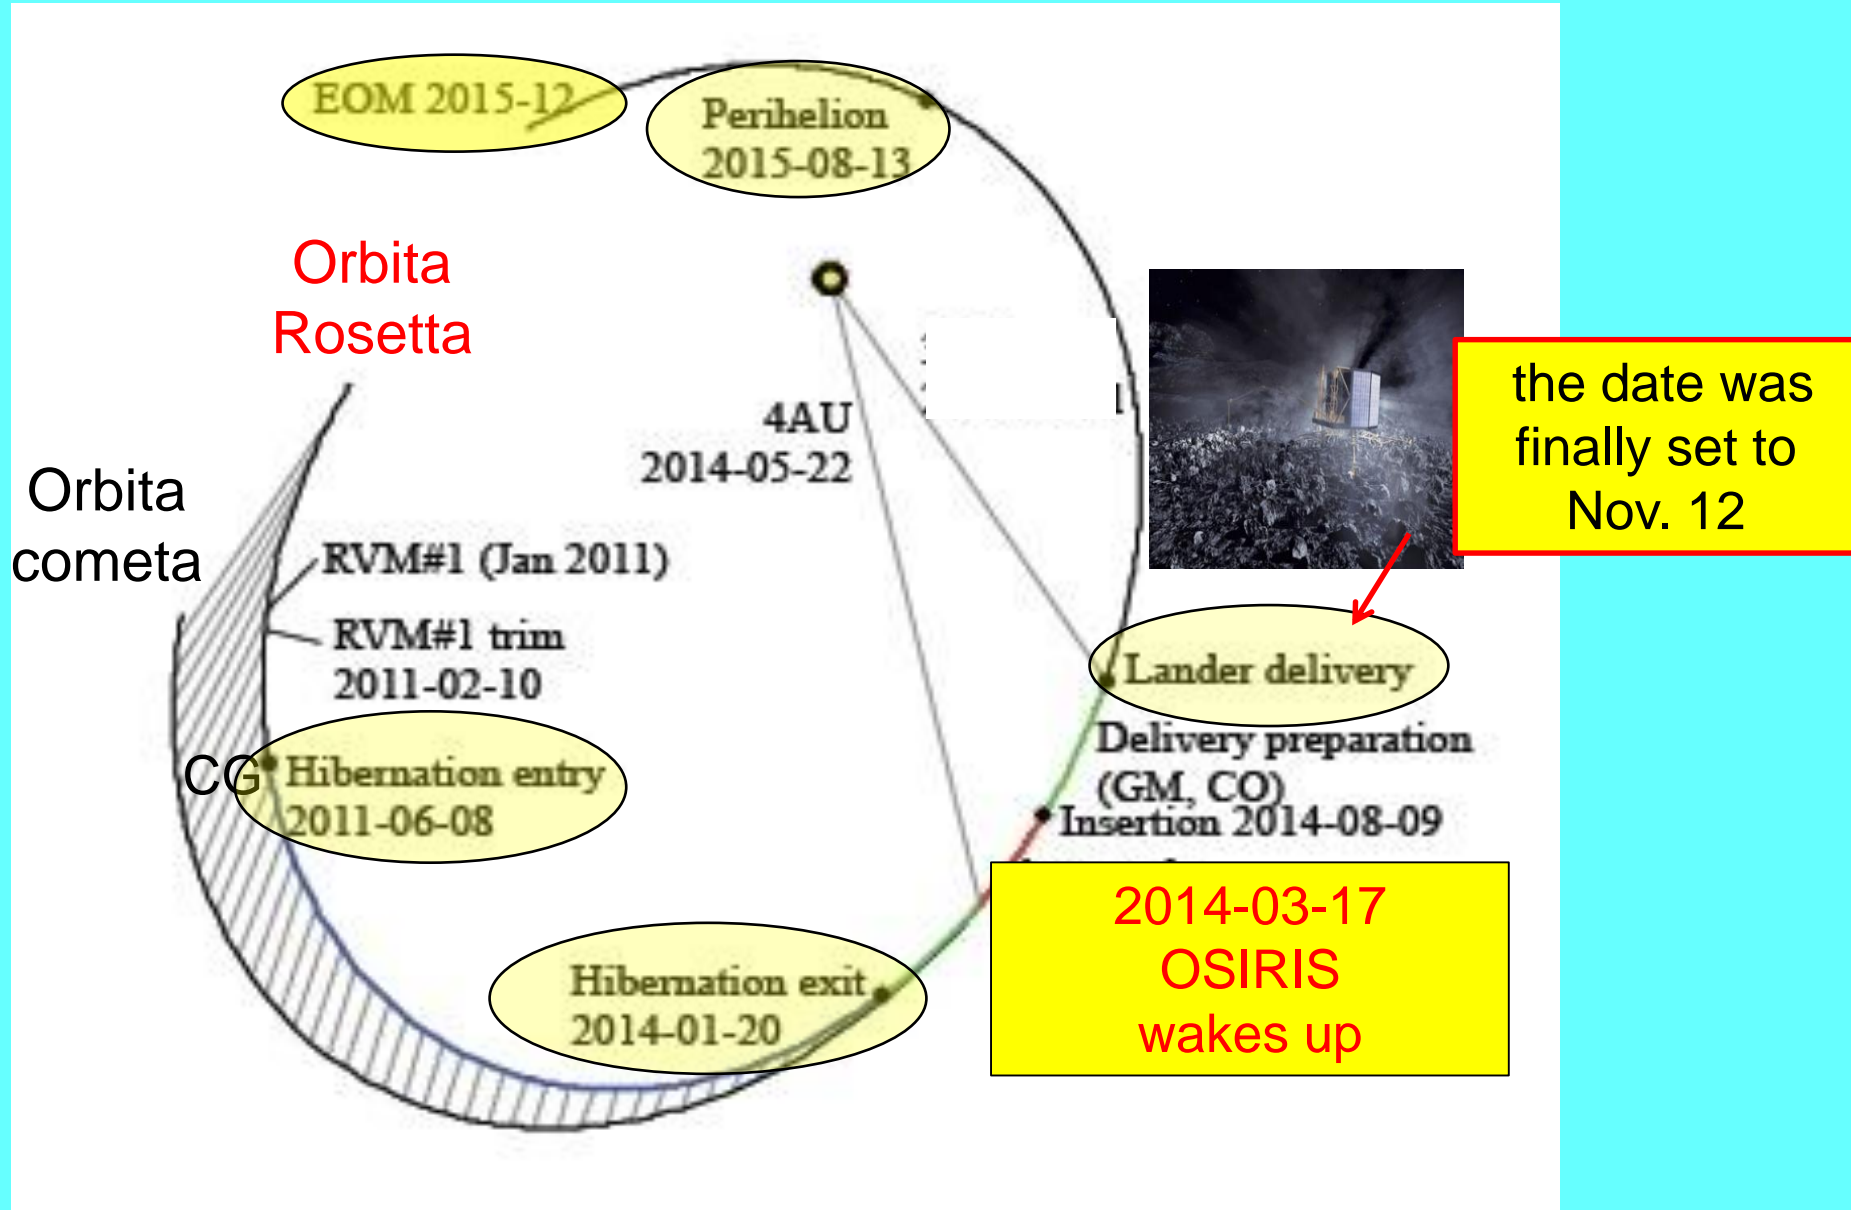 EOM 2015-12
Perihelion
2015-08-13
Orbita
Rosetta
4AU
2014-05-22
the date was
finally set to
Nov. 12
Orbita
cometa
RVM#1 (Jan 2011)
RVM#1 trim
2011-02-10
Lander delivery
Delivery preparation
(GM, CO)
Insertion 2014-08-09
CG
Hibernation entry
2011-06-08
2014-03-17
OSIRIS
wakes up
Hibernation exit
2014-01-20